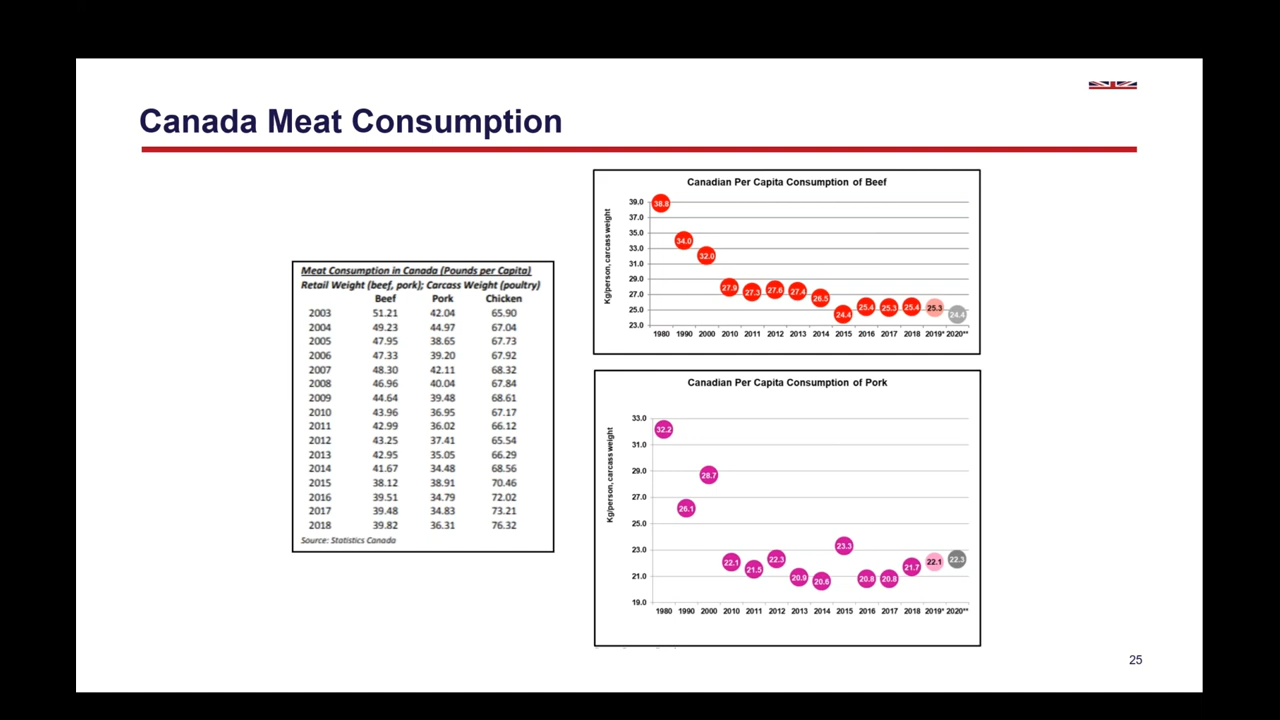 Canada Meat Consumption
Meat Consumption in Canada (Pounds per Capita)
Retail Weight (beef, pork); Carcass Weight (poultry)
Beef Pork Chicken
2003 51.21 42.04 65.90
2004 49.23 44.97 67.04
2005 47.95 38.65 67.73
2006 47.33 39.20 67.92
2007 48.30 42.11 68.32
2008 46.96 40.04 67.84
2009 44.64 39.48 68.61
2010 43.96 36.95 67.17
2011 42.99 36.02 66.12
2012 43.25 37.41 65.54
2013 42.95 35.05 66.29
2014 41.67 34.48 68.56
2015 38.12 38.91 70.46
2016 39.51 34.79 72.02
2017 39.48 34.83 73.21
2018 39.82 36.31 76.32
Source: Statistics Canada
Canadian Per Capita Consumption of Beef
Kg/person, carcass weight
39.0
37.0
35.0
33.0
31.0
29.0
27.0
25.0
23.0
38.8 34.0 32.0 27.9 27.3 27.6 27.4 26.5 24.4 25.4 25.3 25.4 25.3 24.4
1980 1990 2000 2010 2011 2012 2013 2014 2015 2016 2017 2018 2019* 2020**
Canadian Per Capita Consumption of Pork
Kg/person, carcass weight
33.0
31.0
29.0
27.0
25.0
23.0
21.0
19.0
32.2 26.1 28.7 22.1 21.5 22.3 20.9 20.6 23.3 20.8 20.8 21.7 22.1 22.3
1980 1990 2000 2010 2011 2012 2013 2014 2015 2016 2017 2018 2019* 2020**
25